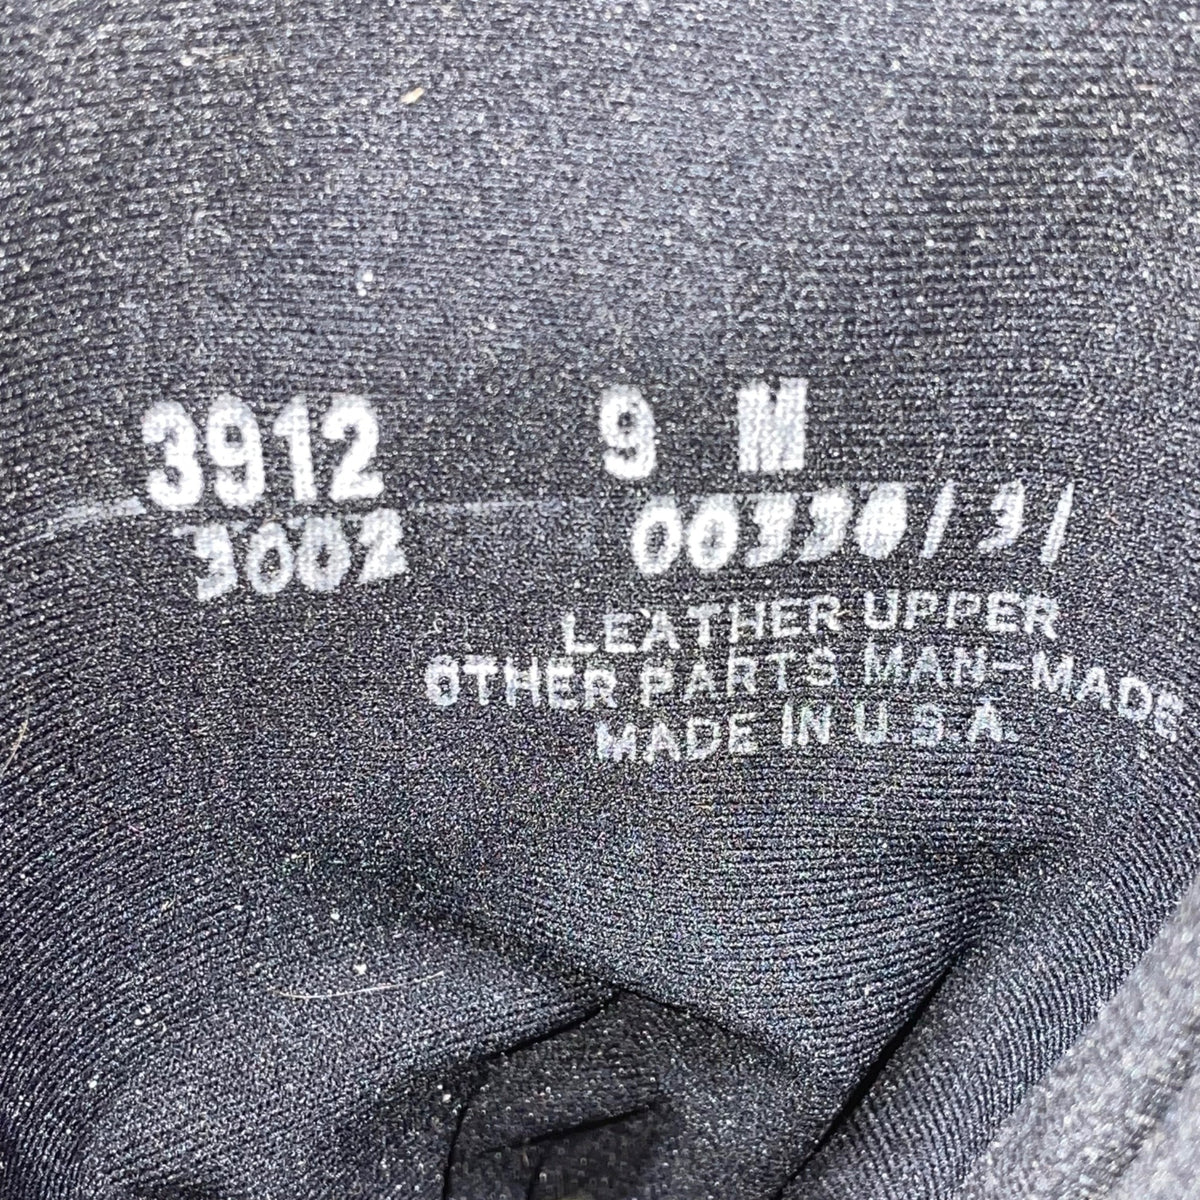 3912 9 M
3002
LEATHER UPPER
OTHER PARTS MAN-MADE
MADE IN U.S.A.